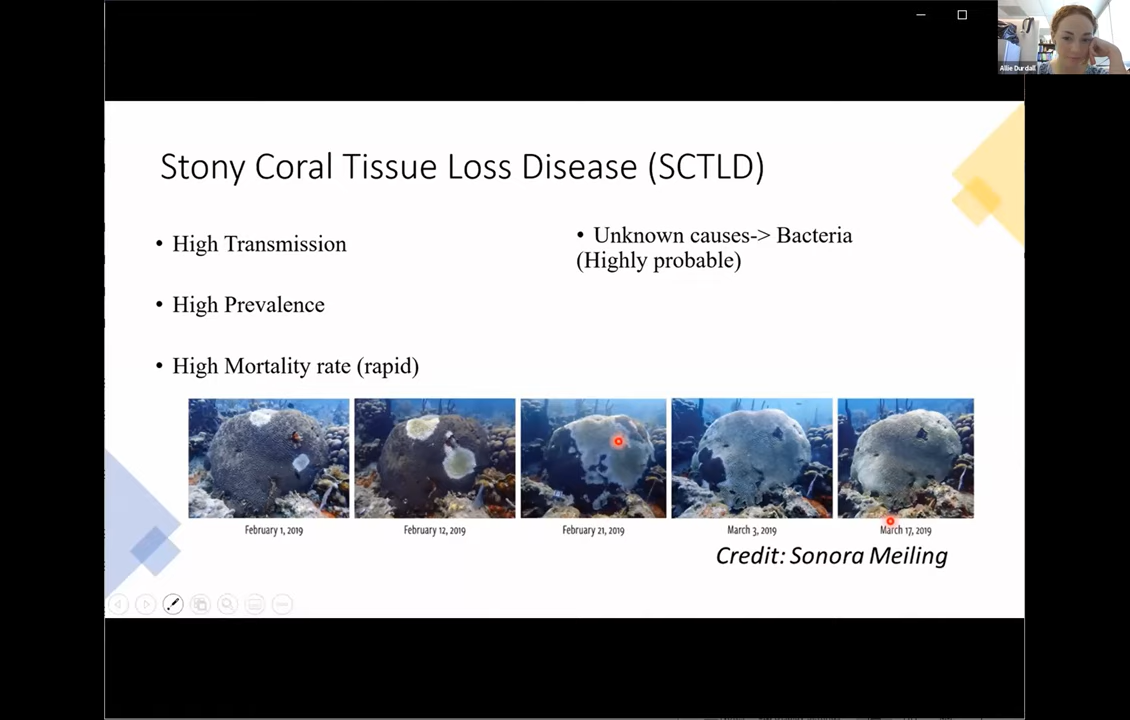 Allie Durdall
Stony Coral Tissue Loss Disease (SCTLD)
• High Transmission
• High Prevalence
• High Mortality rate (rapid)
• Unknown causes-> Bacteria
(Highly probable)
February 1, 2019
February 12, 2019
February 21, 2019
March 3, 2019
March 17, 2019
Credit: Sonora Meiling